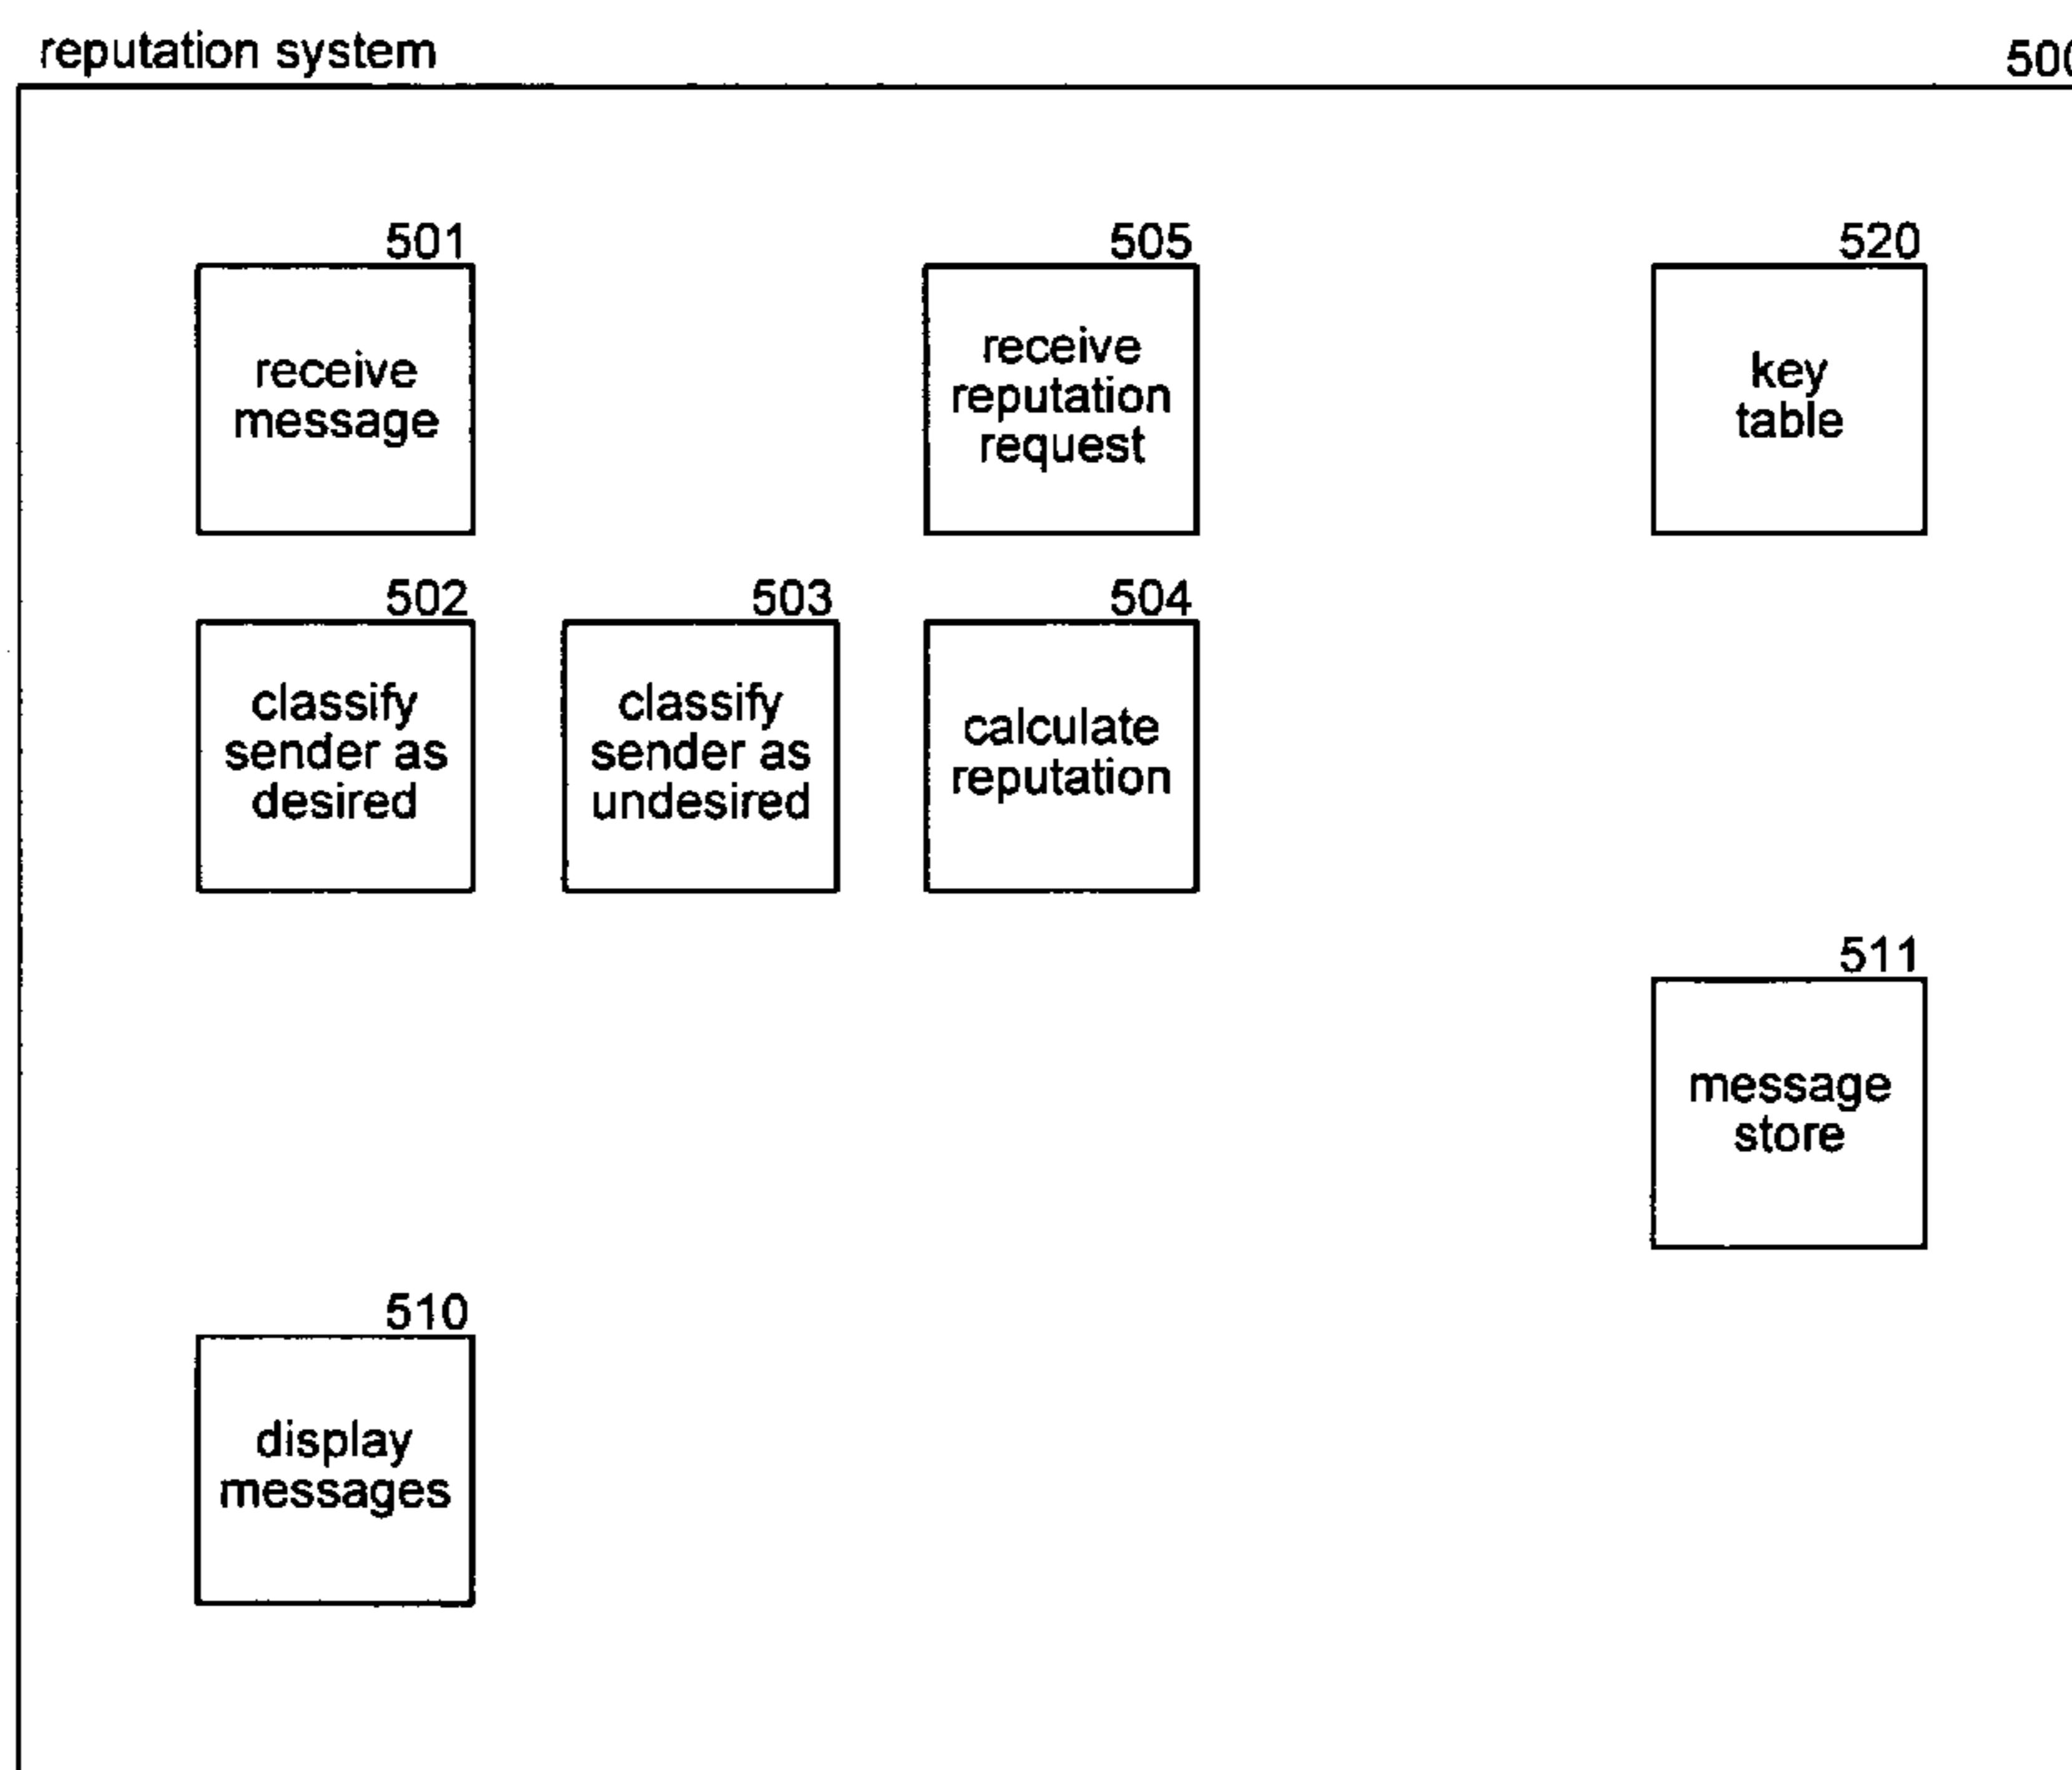 reputation system
500
501
receive
message
505
receive
reputation
request
520
key
table
502
classify
sender as
desired
503
classify
sender as
undesired
504
calculate
reputation
511
message
store
510
display
messages